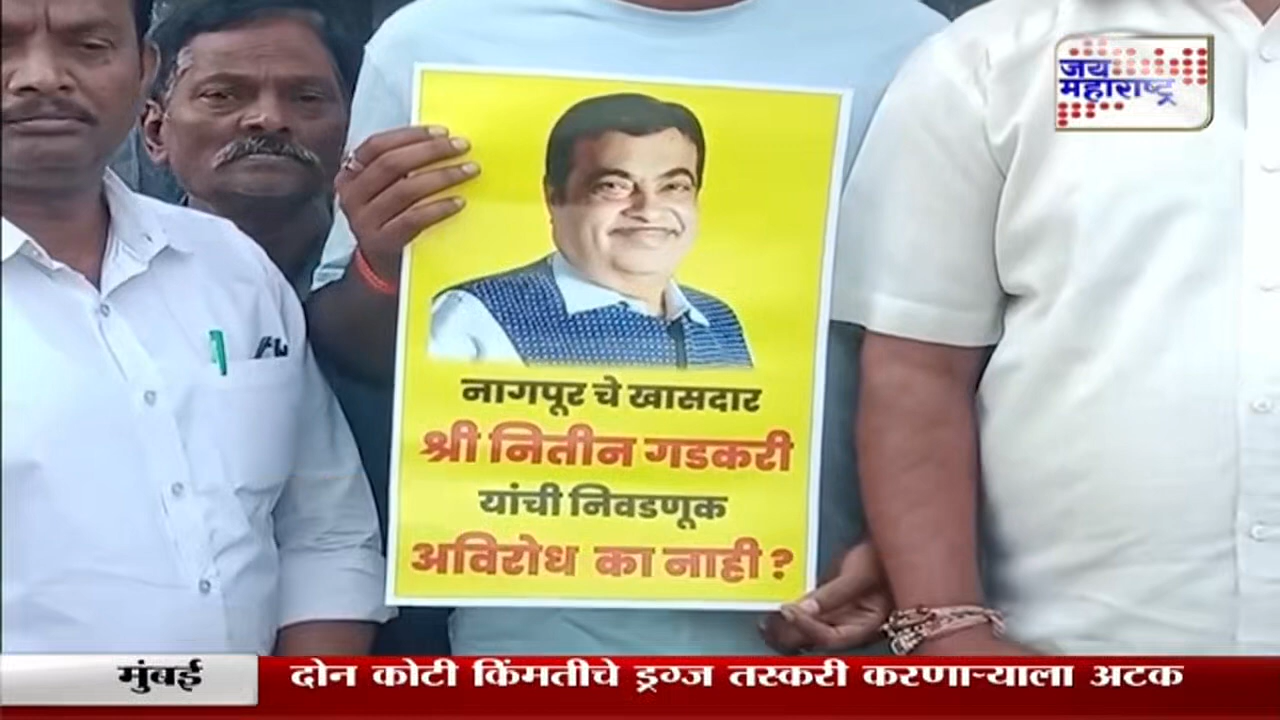 जय
महाराष्ट्र
नागपूर चे खासदार
श्री नितीन गडकरी
यांची निवडणूक
अविरोध का नाही?
मुंबई
दोन कोटी किंमतीचे ड्रग्ज तस्करी करणाऱ्याला अटक